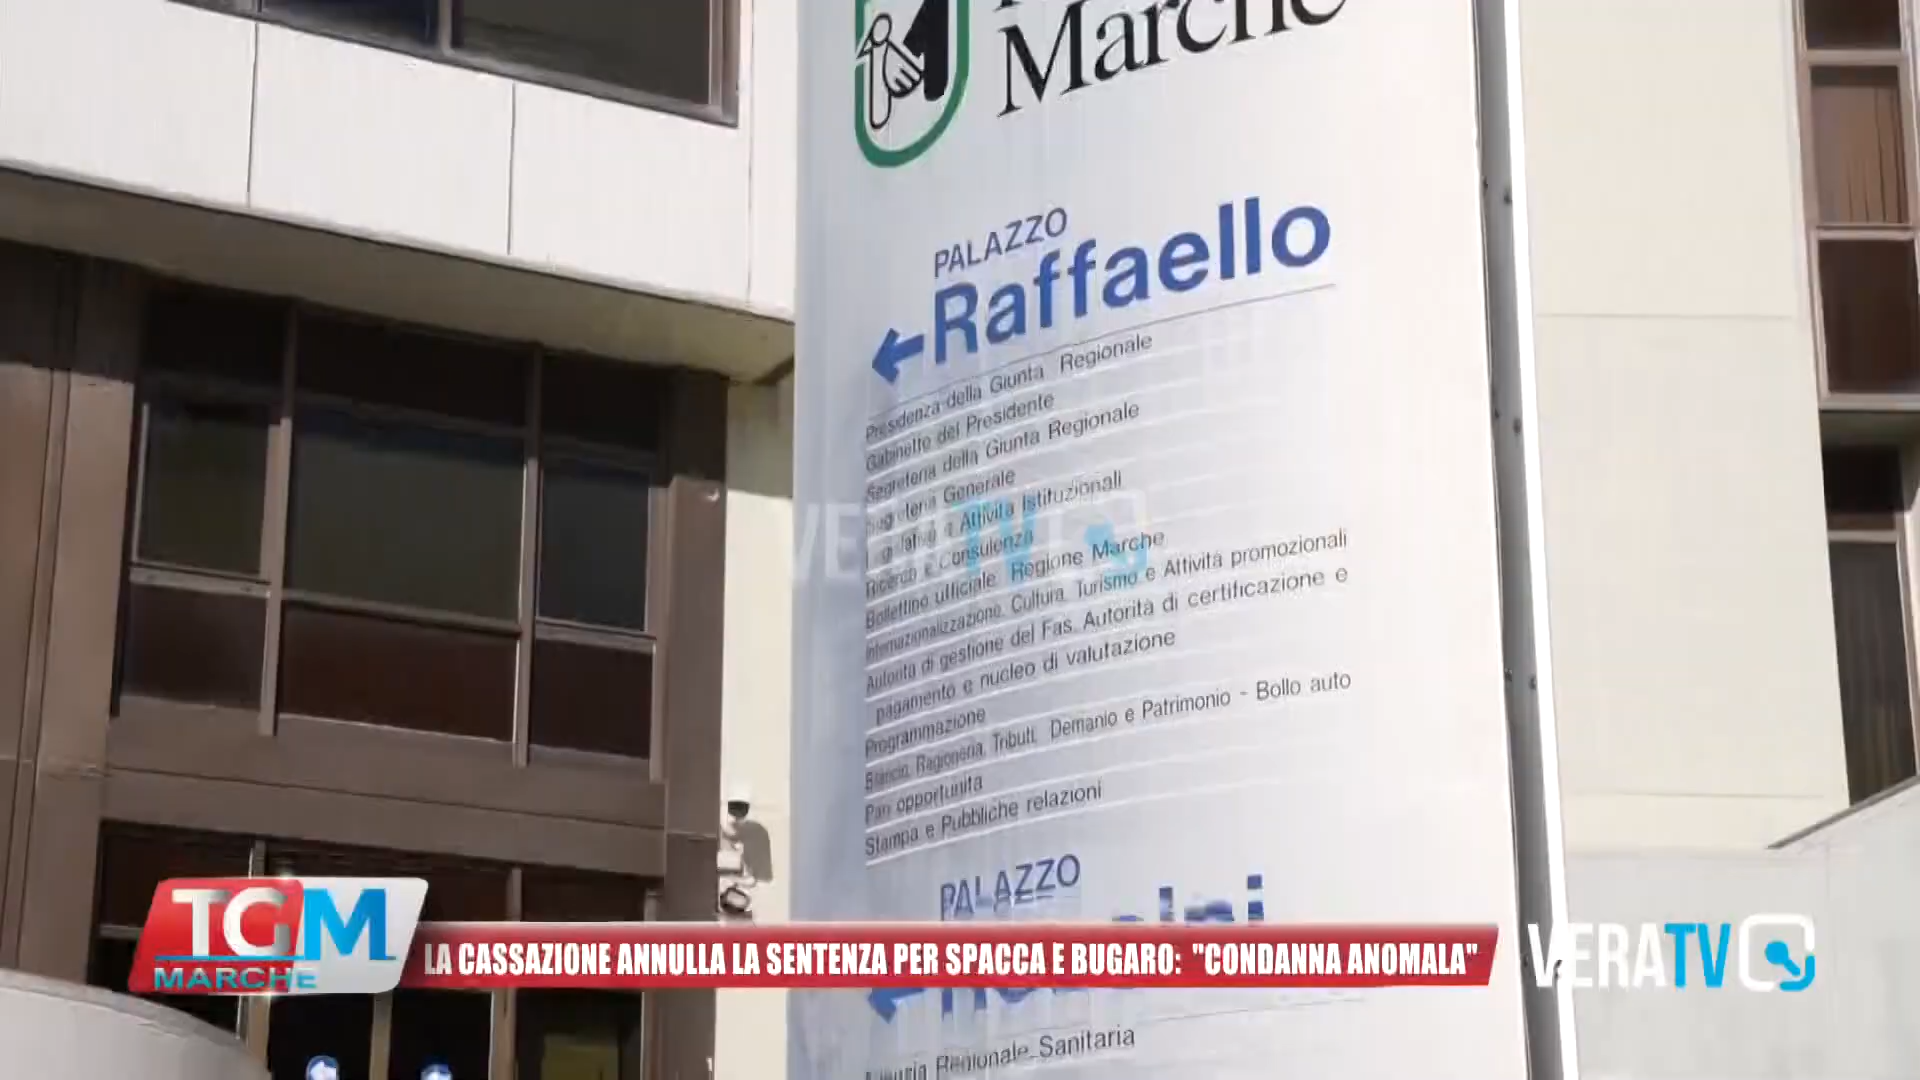 Marche
PALAZZO
Raffaello
Presidenza della Giunta Regionale
Gabinetto del Presidente
Segreteria della Giunta Regionale
Segreteria Generale
Legislativo e Attività Istituzionali
Ricerca e Consulenza
Bollettino ufficiale Regione Marche
Internazionalizzazione, Cultura, Turismo e Attività promozionali
Autorità di gestione del Fas, Autorità di certificazione e
pagamento e nucleo di valutazione
Programmazione
Bilancio, Ragioneria, Tributi, Demanio e Patrimonio - Bollo auto
Pari opportunità
Stampa e Pubbliche relazioni
PALAZZO
Regionale Sanitaria
VERATV
TGM
MARCHE
LA CASSAZIONE ANNULLA LA SENTENZA PER SPACCA E BUGARO: "CONDANNA ANOMALA"
VERATV